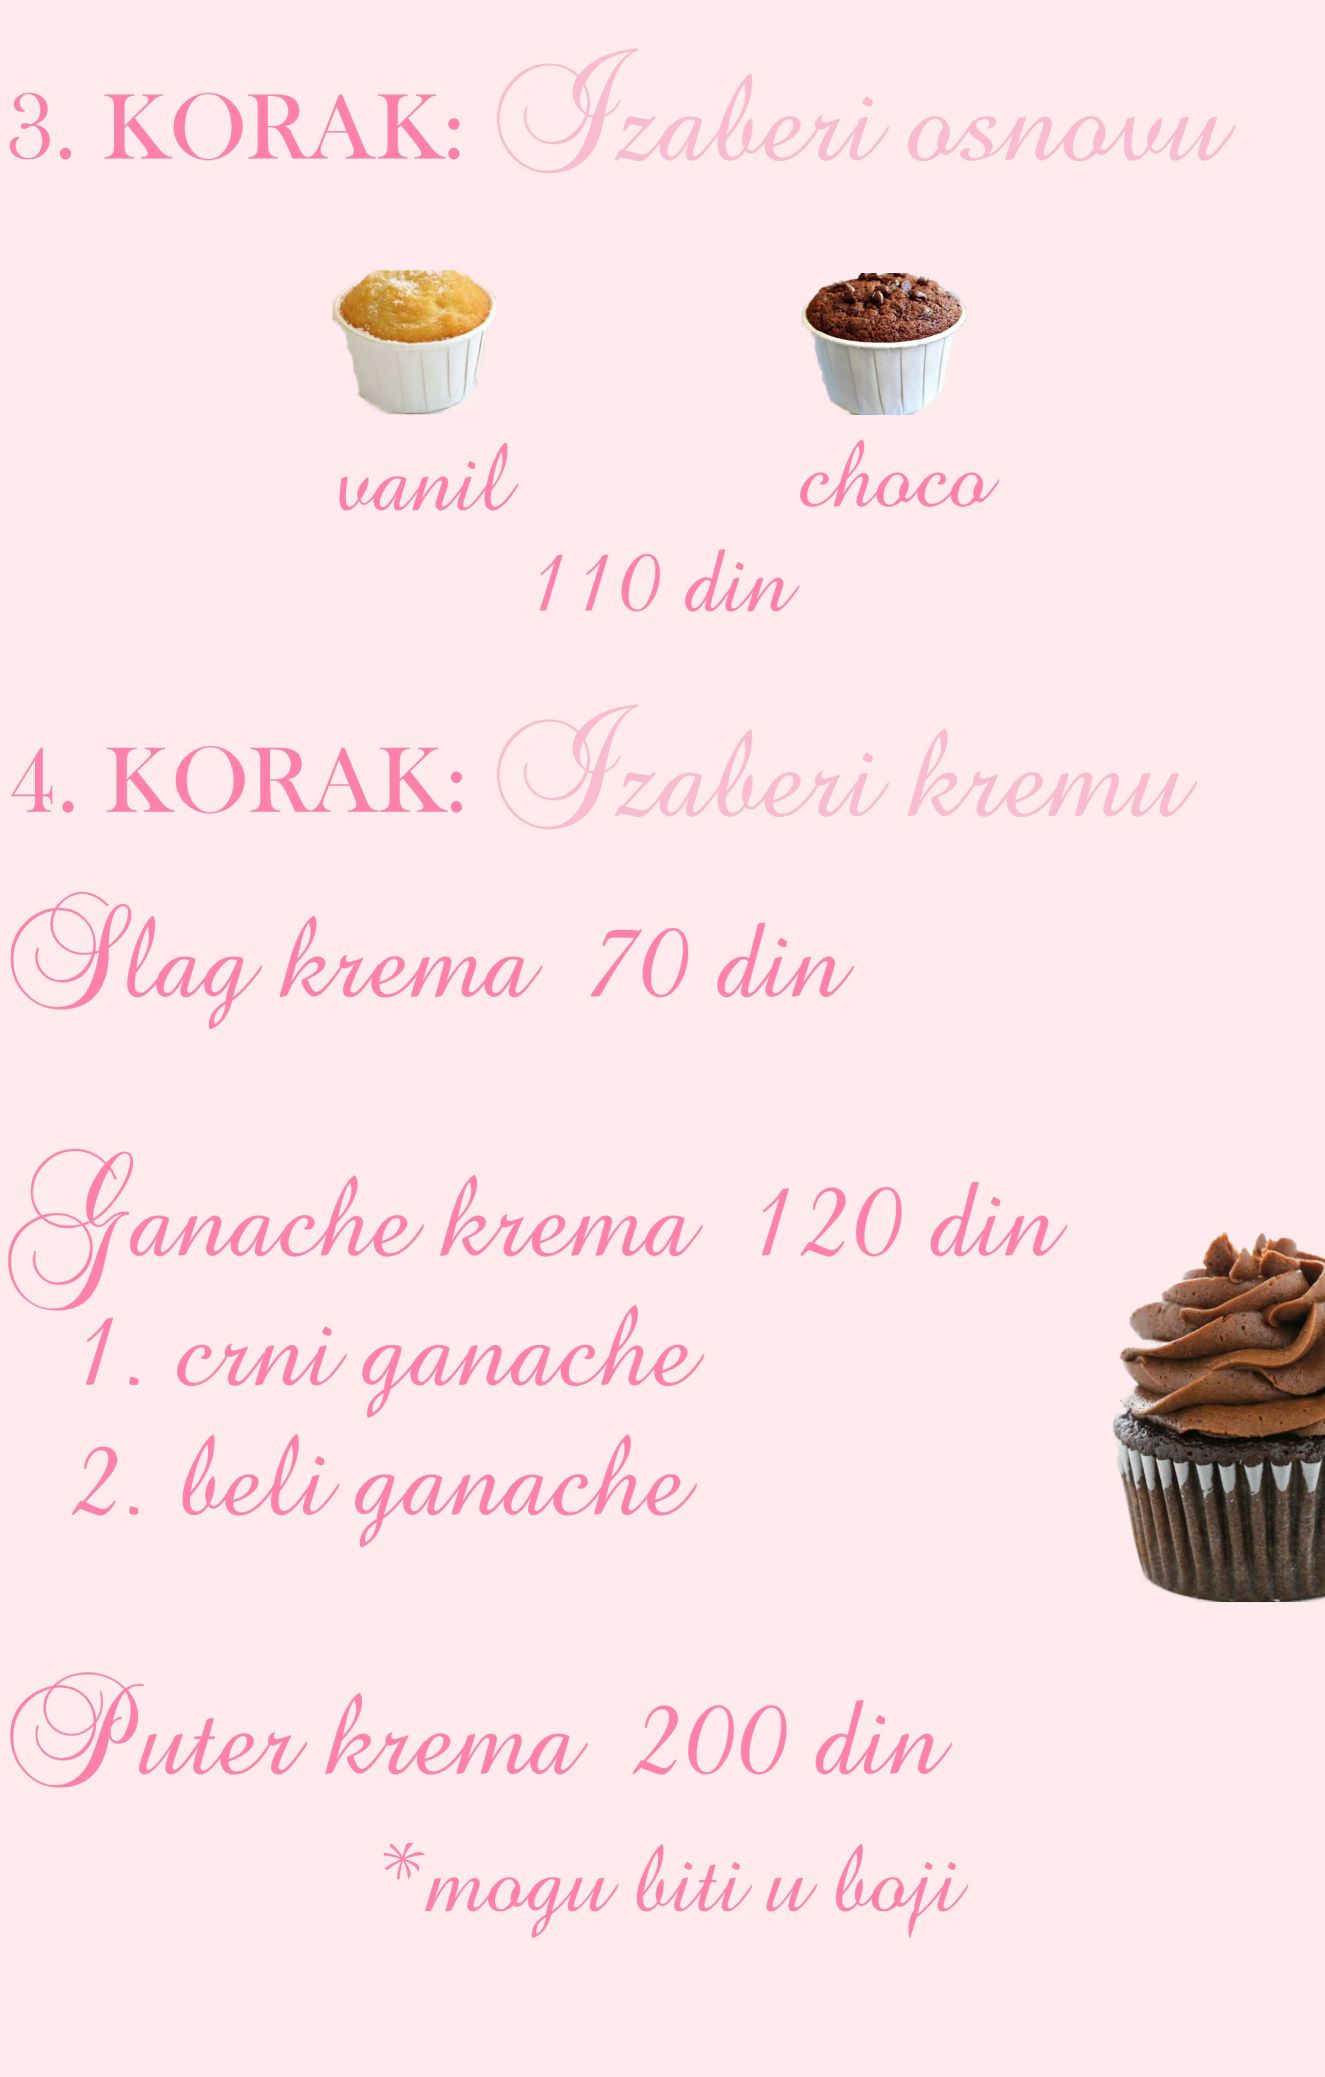 3. KORAK: Izaberi osnovu
vanil
choco
110 din
4. KORAK: Izaberi kremu
Slag krema 70 din
Ganache krema 120 din
1. crni ganache
2. beli ganache
Puter krema 200 din
*mogu biti u boji